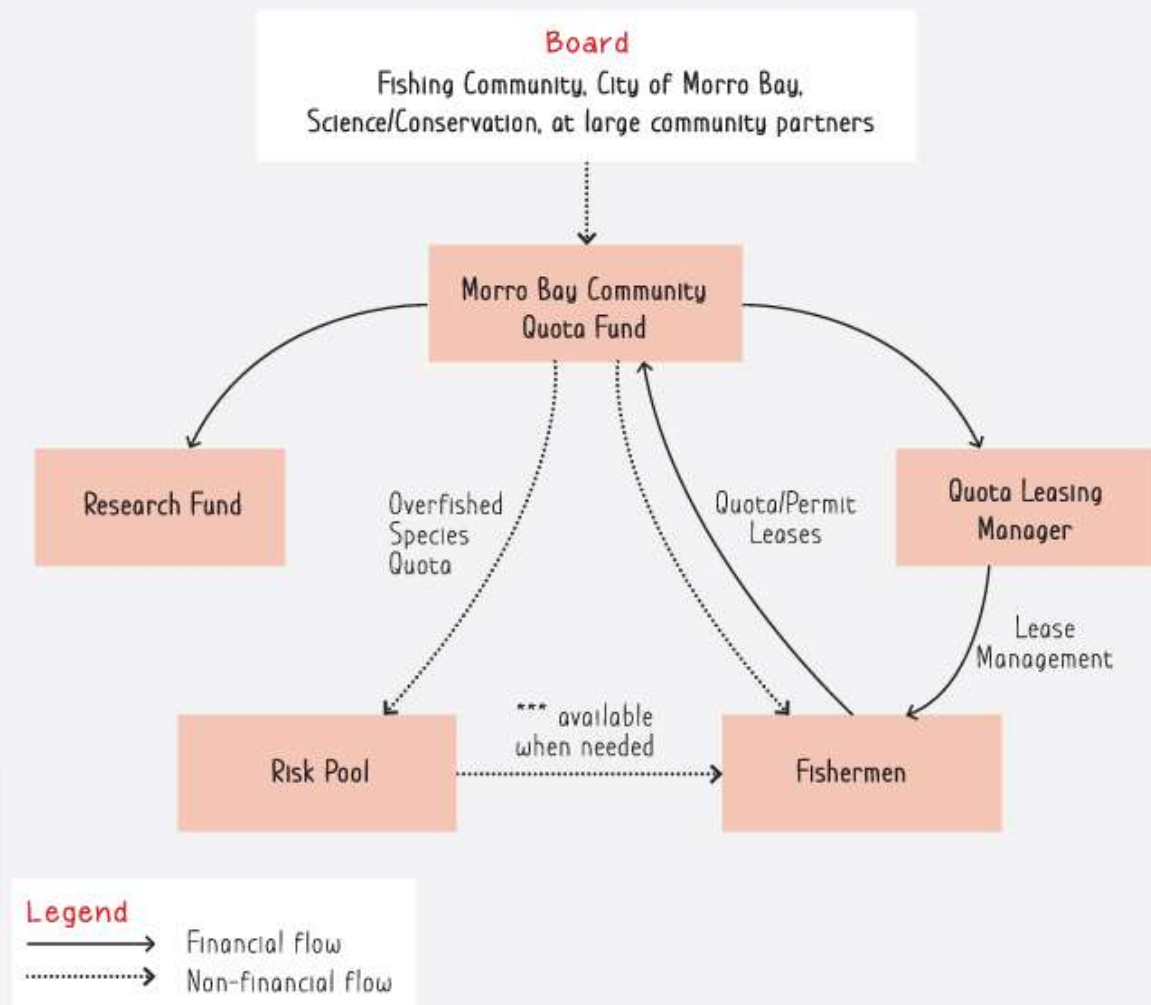 Board
Fishing Community, City of Morro Bay,
Science/Conservation, at large community partners
Morro Bay Community
Quota Fund
Research Fund
Overfished
Species
Quota
Quota/Permit
Leases
Quota Leasing
Manager
Lease
Management
Risk Pool
*** available
when needed
Fishermen
Legend
Financial flow
Non-financial flow